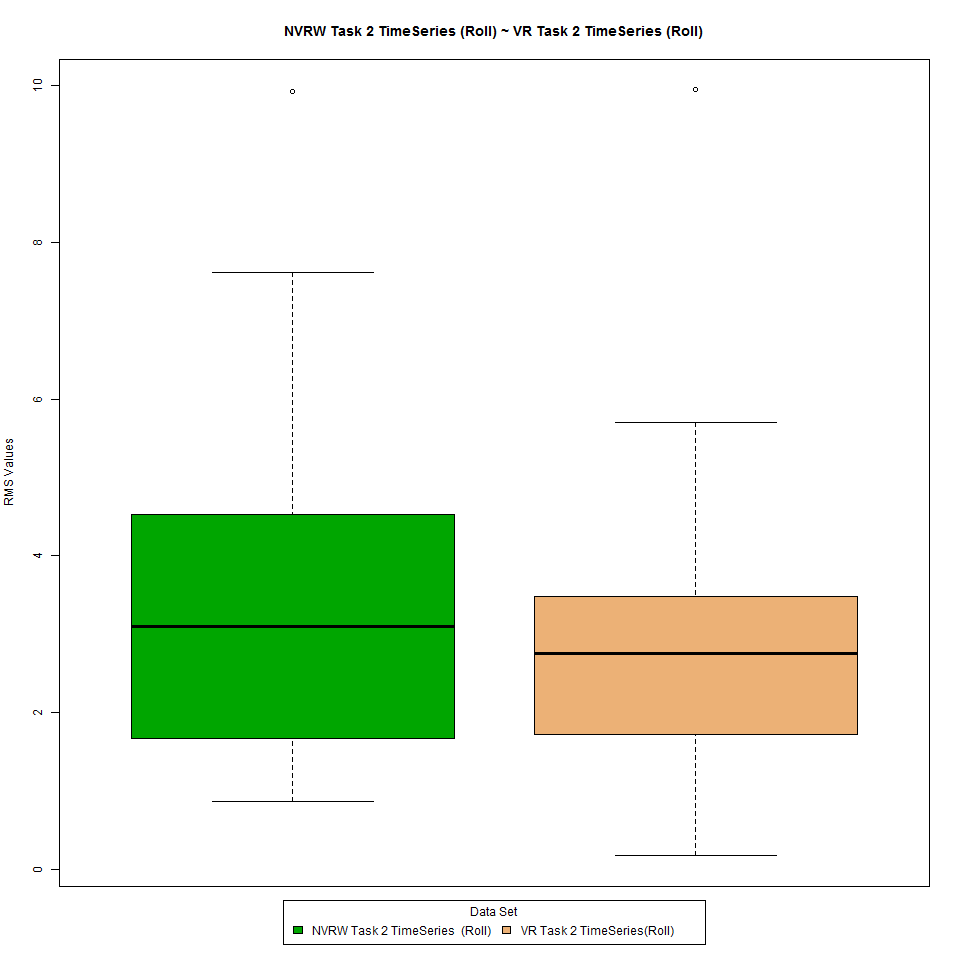 NVRW Task 2 TimeSeries (Roll) ~ VR Task 2 TimeSeries (Roll)
10
8
6
4
2
0
RMS Values
Data Set
NVRW Task 2 TimeSeries  (Roll) VR Task 2 TimeSeries(Roll)